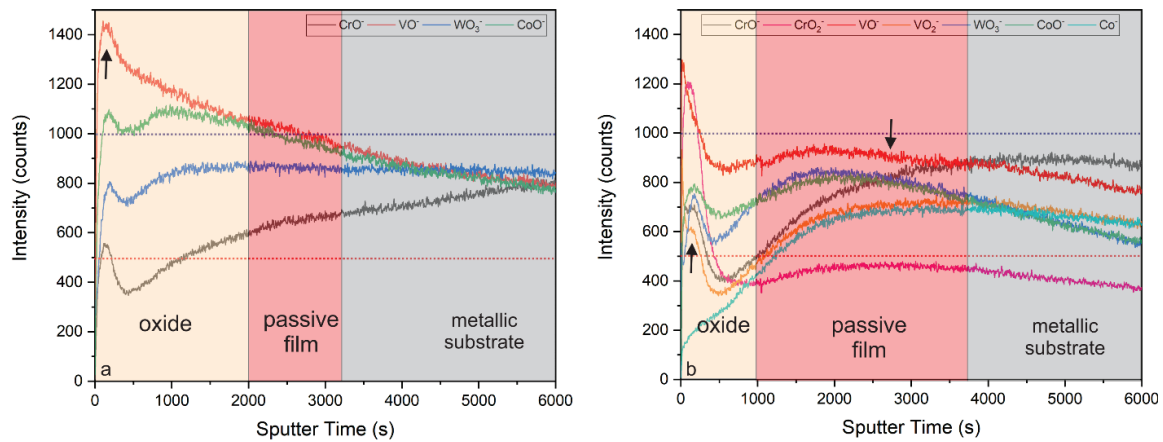 CrO⁻ VO⁻ WO₃⁻ CoO⁻
1400
1200
1000
800
600
400
200
0
Intensity (counts)
oxide
passive
film
metallic
substrate
a
0 1000 2000 3000 4000 5000 6000
Sputter Time (s)
CrO⁻ CrO₂⁻ VO⁻ VO₂⁻ WO₃⁻ CoO⁻ Co⁻
1400
1200
1000
800
600
400
200
0
Intensity (counts)
oxide
passive
film
metallic
substrate
b
0 1000 2000 3000 4000 5000 6000
Sputter Time (s)